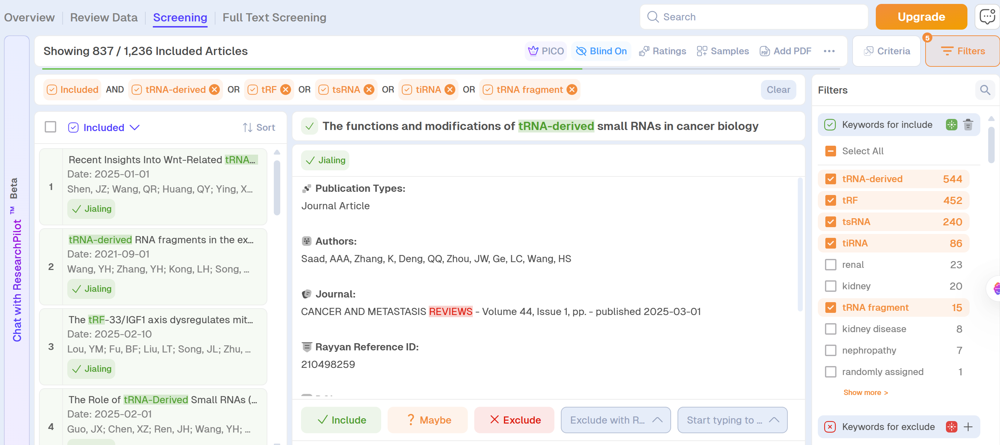 Overview
Review Data
Screening
Full Text Screening
Search
Upgrade
Showing 837 / 1,236 Included Articles
PICO
Blind On
Ratings
Samples
Add PDF
Criteria
5
Filters
Included AND tRNA-derived OR tRF OR tsRNA OR tiRNA OR tRNA fragment
Clear
Chat with ResearchPilot ™ Beta
Included
Sort
1
Recent Insights Into Wnt-Related tRNA...
Date: 2025-01-01
Shen, JZ; Wang, QR; Huang, QY; Ying, X...
Jialing
2
tRNA-derived RNA fragments in the ex...
Date: 2021-09-01
Wang, YH; Zhang, YH; Kong, LH; Song, ...
Jialing
3
The tRF-33/IGF1 axis dysregulates mit...
Date: 2025-02-10
Lou, YM; Fu, BF; Liu, LT; Song, JL; Zhu, ...
Jialing
4
The Role of tRNA-Derived Small RNAs (...
Date: 2025-02-01
Guo, JX; Chen, XZ; Ren, JH; Wang, YH; ...
The functions and modifications of tRNA-derived small RNAs in cancer biology
Jialing
Publication Types:
Journal Article
Authors:
Saad, AAA, Zhang, K, Deng, QQ, Zhou, JW, Ge, LC, Wang, HS
Journal:
CANCER AND METASTASIS REVIEWS - Volume 44, Issue 1, pp. - published 2025-03-01
Rayyan Reference ID:
210498259
Include
Maybe
Exclude
Exclude with R...
Start typing to ...
Filters
Keywords for include
Select All
tRNA-derived 544
tRF 452
tsRNA 240
tiRNA 86
renal 23
kidney 20
tRNA fragment 15
kidney disease 8
nephropathy 7
randomly assigned 1
Show more >
Keywords for exclude